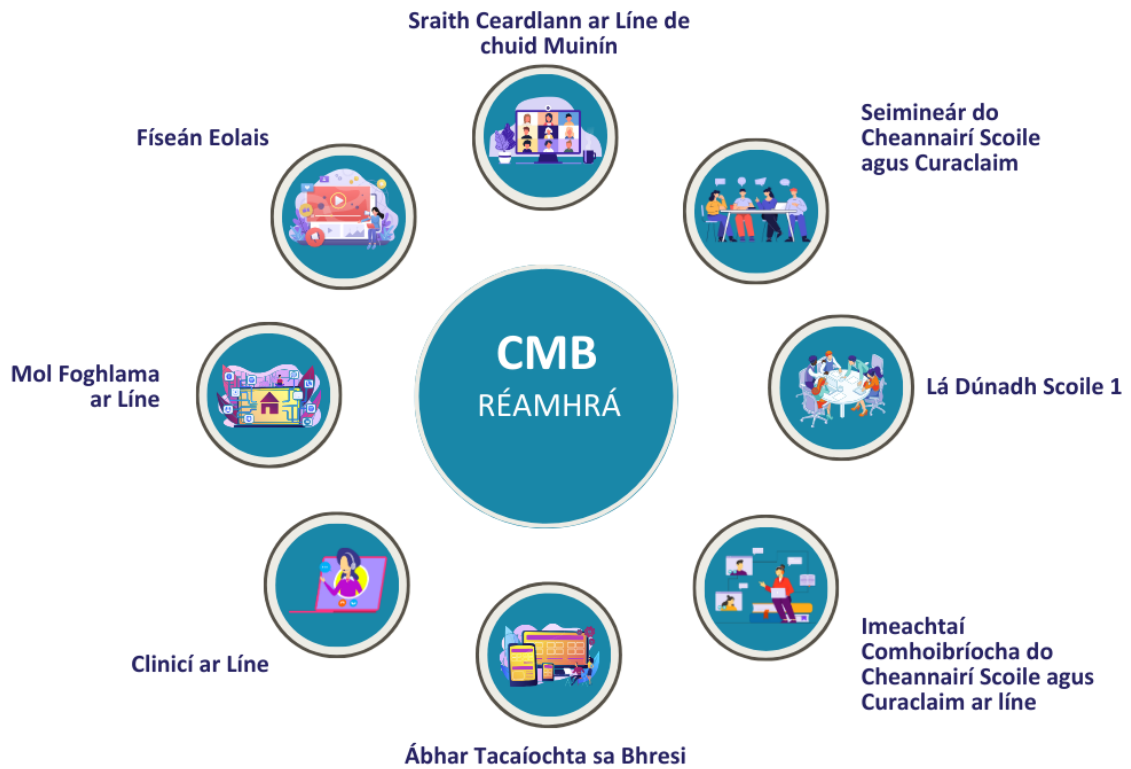 Sraith Ceardlann ar Líne de
chuid Muinín
Seimineár do
Cheannairí Scoile
agus Curaclaim
Físeán Eolais
CMB
RÉAMHRÁ
Mol Foghlama
ar Líne
Lá Dúnadh Scoile 1
Clinicí ar Líne
Imeachtaí
Comhoibríocha do
Cheannairí Scoile agus
Curaclaim ar líne
Ábhar Tacaíochta sa Bhresi